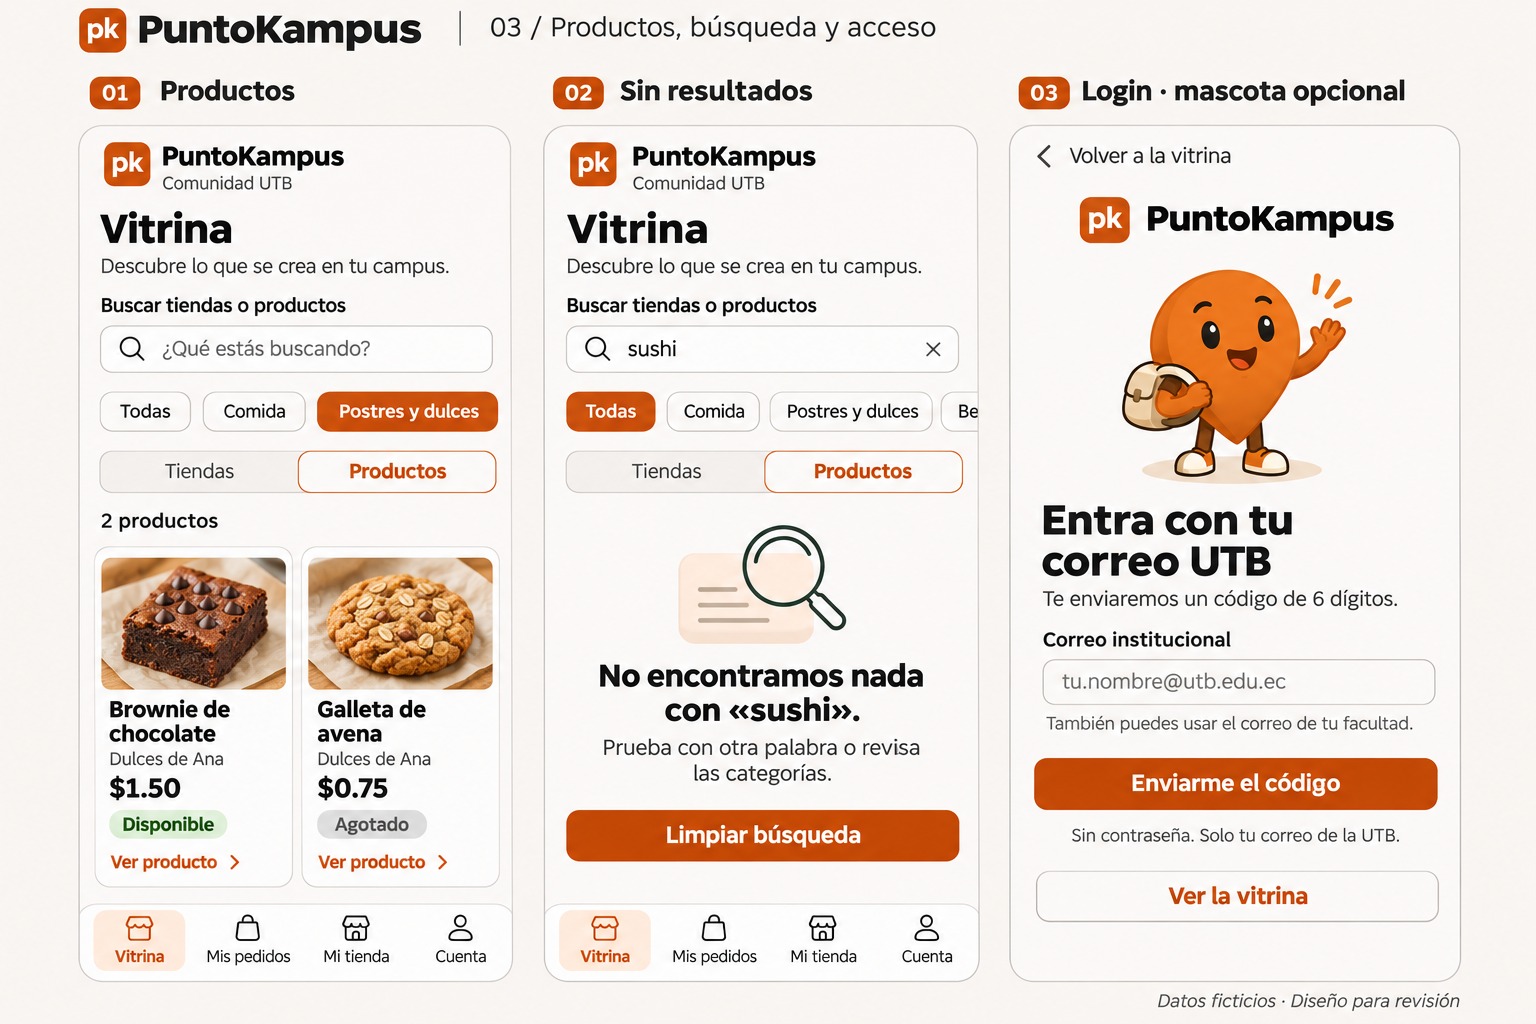 pk PuntoKampus | 03 / Productos, búsqueda y acceso
01 Productos
pk PuntoKampus
Comunidad UTB
Vitrina
Descubre lo que se crea en tu campus.
Buscar tiendas o productos
¿Qué estás buscando?
Todas Comida Postres y dulces
Tiendas Productos
2 productos
Brownie de
chocolate
Dulces de Ana
$1.50
Disponible
Ver producto
Galleta de
avena
Dulces de Ana
$0.75
Agotado
Ver producto
Vitrina Mis pedidos Mi tienda Cuenta
02 Sin resultados
pk PuntoKampus
Comunidad UTB
Vitrina
Descubre lo que se crea en tu campus.
Buscar tiendas o productos
sushi
Todas Comida Postres y dulces Be
Tiendas Productos
No encontramos nada
con «sushi».
Prueba con otra palabra o revisa
las categorías.
Limpiar búsqueda
Vitrina Mis pedidos Mi tienda Cuenta
03 Login · mascota opcional
Volver a la vitrina
pk PuntoKampus
Entra con tu
correo UTB
Te enviaremos un código de 6 dígitos.
Correo institucional
tu.nombre@utb.edu.ec
También puedes usar el correo de tu facultad.
Enviarme el código
Sin contraseña. Solo tu correo de la UTB.
Ver la vitrina
Datos ficticios · Diseño para revisión